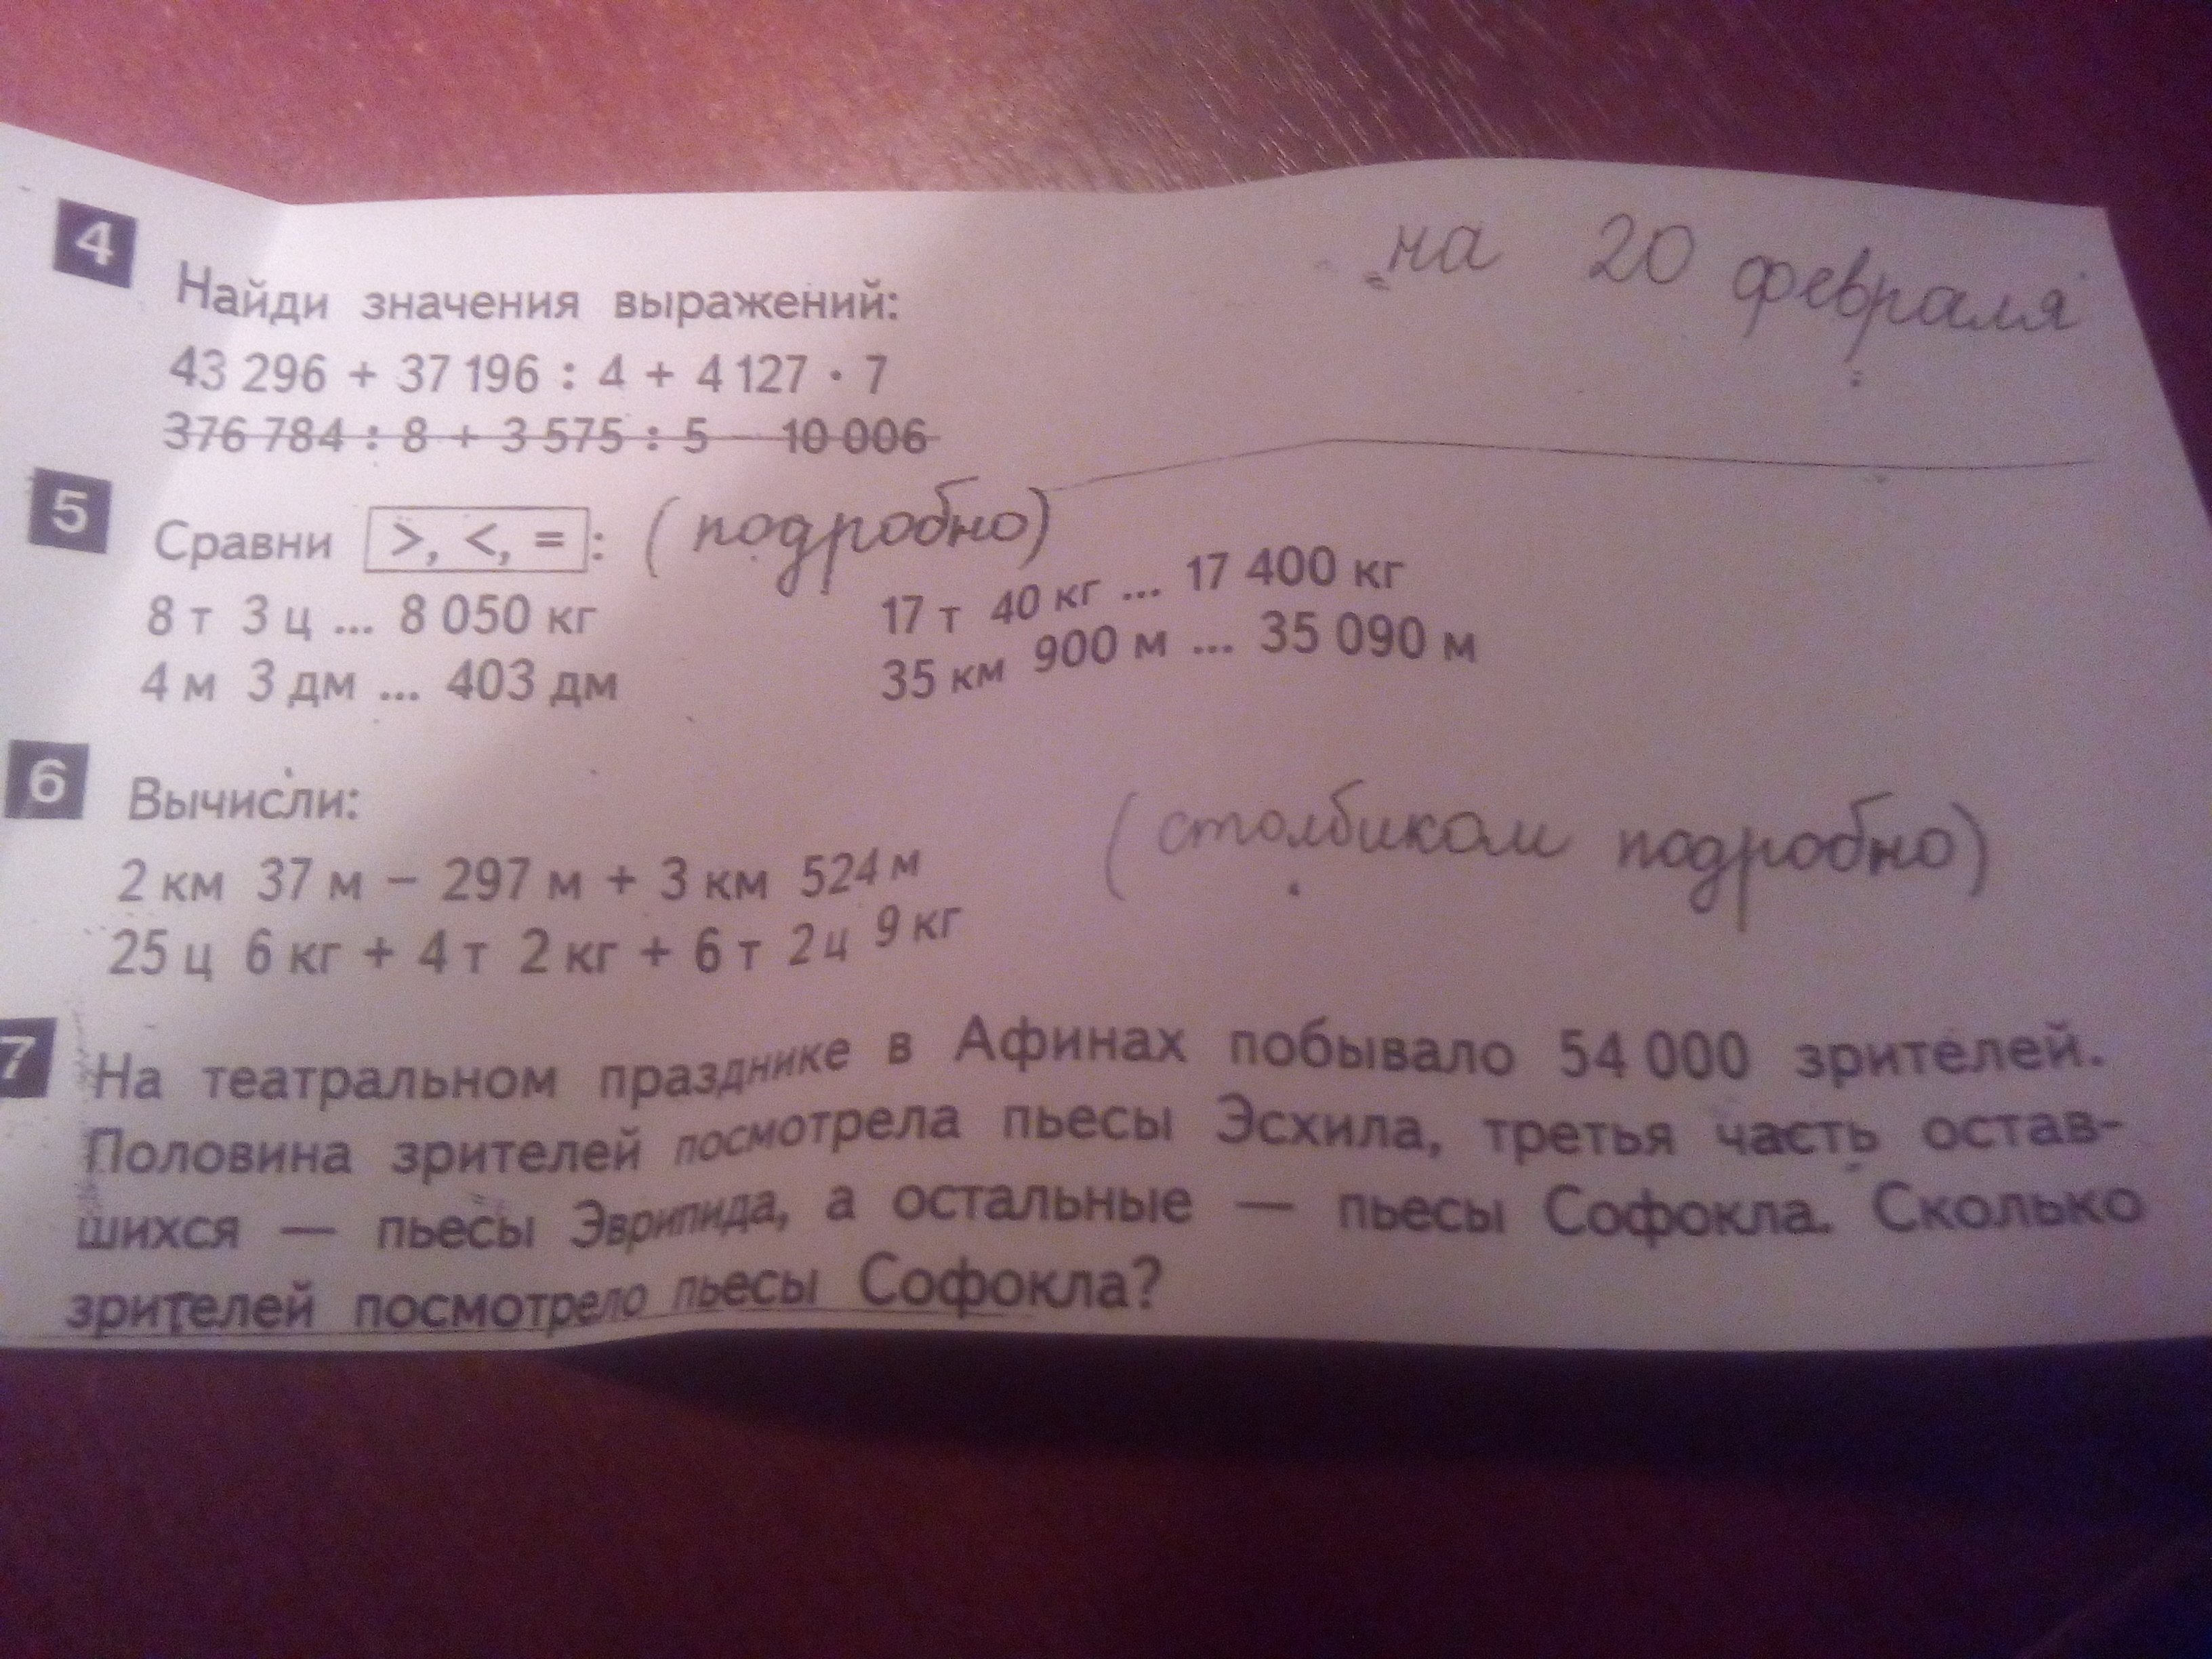 на 20 февраля
4
Найди значения выражений:
43 296 + 37 196 : 4 + 4 127 · 7
376 784 : 8 + 3 575 : 5 – 10 006
5
Сравни >, <, = : (подробно)
8 т 3 ц ... 8 050 кг 17 т 40 кг ... 17 400 кг
4 м 3 дм ... 403 дм 35 км 900 м ... 35 090 м
6
Вычисли: (столбиком подробно)
2 км 37 м – 297 м + 3 км 524 м
25 ц 6 кг + 4 т 2 кг + 6 т 2 ц 9 кг
7
На театральном празднике в Афинах побывало 54 000 зрителей.
Половина зрителей посмотрела пьесы Эсхила, третья часть остав-
шихся — пьесы Эврипида, а остальные — пьесы Софокла. Сколько
зрителей посмотрело пьесы Софокла?